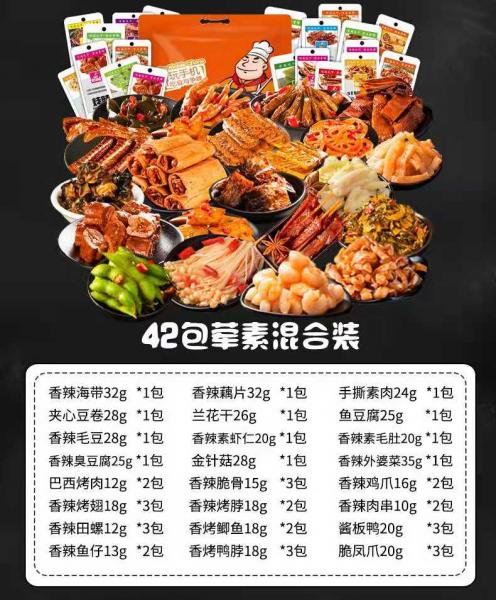 玩手机
42包荤素混合装
香辣海带32g *1包 香辣藕片32g *1包 手撕素肉24g *1包
夹心豆卷28g *1包 兰花干26g *1包 鱼豆腐25g *1包
香辣毛豆28g *1包 香辣素虾仁20g *1包 香辣素毛肚20g *1包
香辣臭豆腐25g *1包 金针菇28g *1包 香辣外婆菜35g *1包
巴西烤肉12g *2包 香辣脆骨15g *3包 香辣鸡爪16g *2包
香辣烤翅18g *3包 香辣烤脖18g *2包 香辣肉串10g *2包
香辣田螺12g *3包 香烤鲫鱼18g *2包 酱板鸭20g *3包
香辣鱼仔13g *2包 香烤鸭脖18g *3包 脆凤爪20g *3包